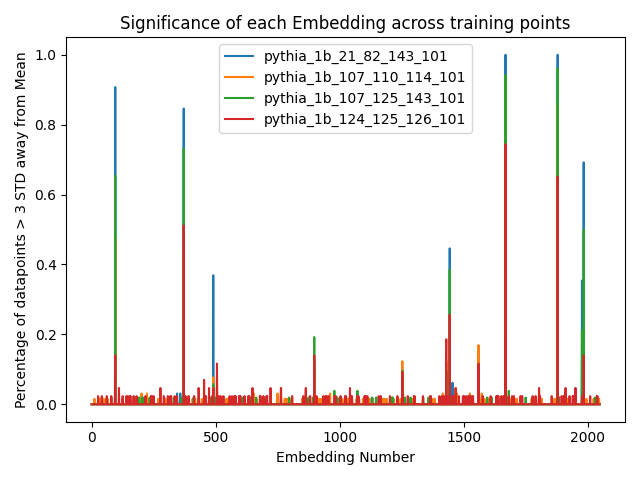 Significance of each Embedding across training points
Percentage of datapoints > 3 STD away from Mean
1.0
0.8
0.6
0.4
0.2
0.0
pythia_1b_21_82_143_101
pythia_1b_107_110_114_101
pythia_1b_107_125_143_101
pythia_1b_124_125_126_101
0
500
1000
1500
2000
Embedding Number